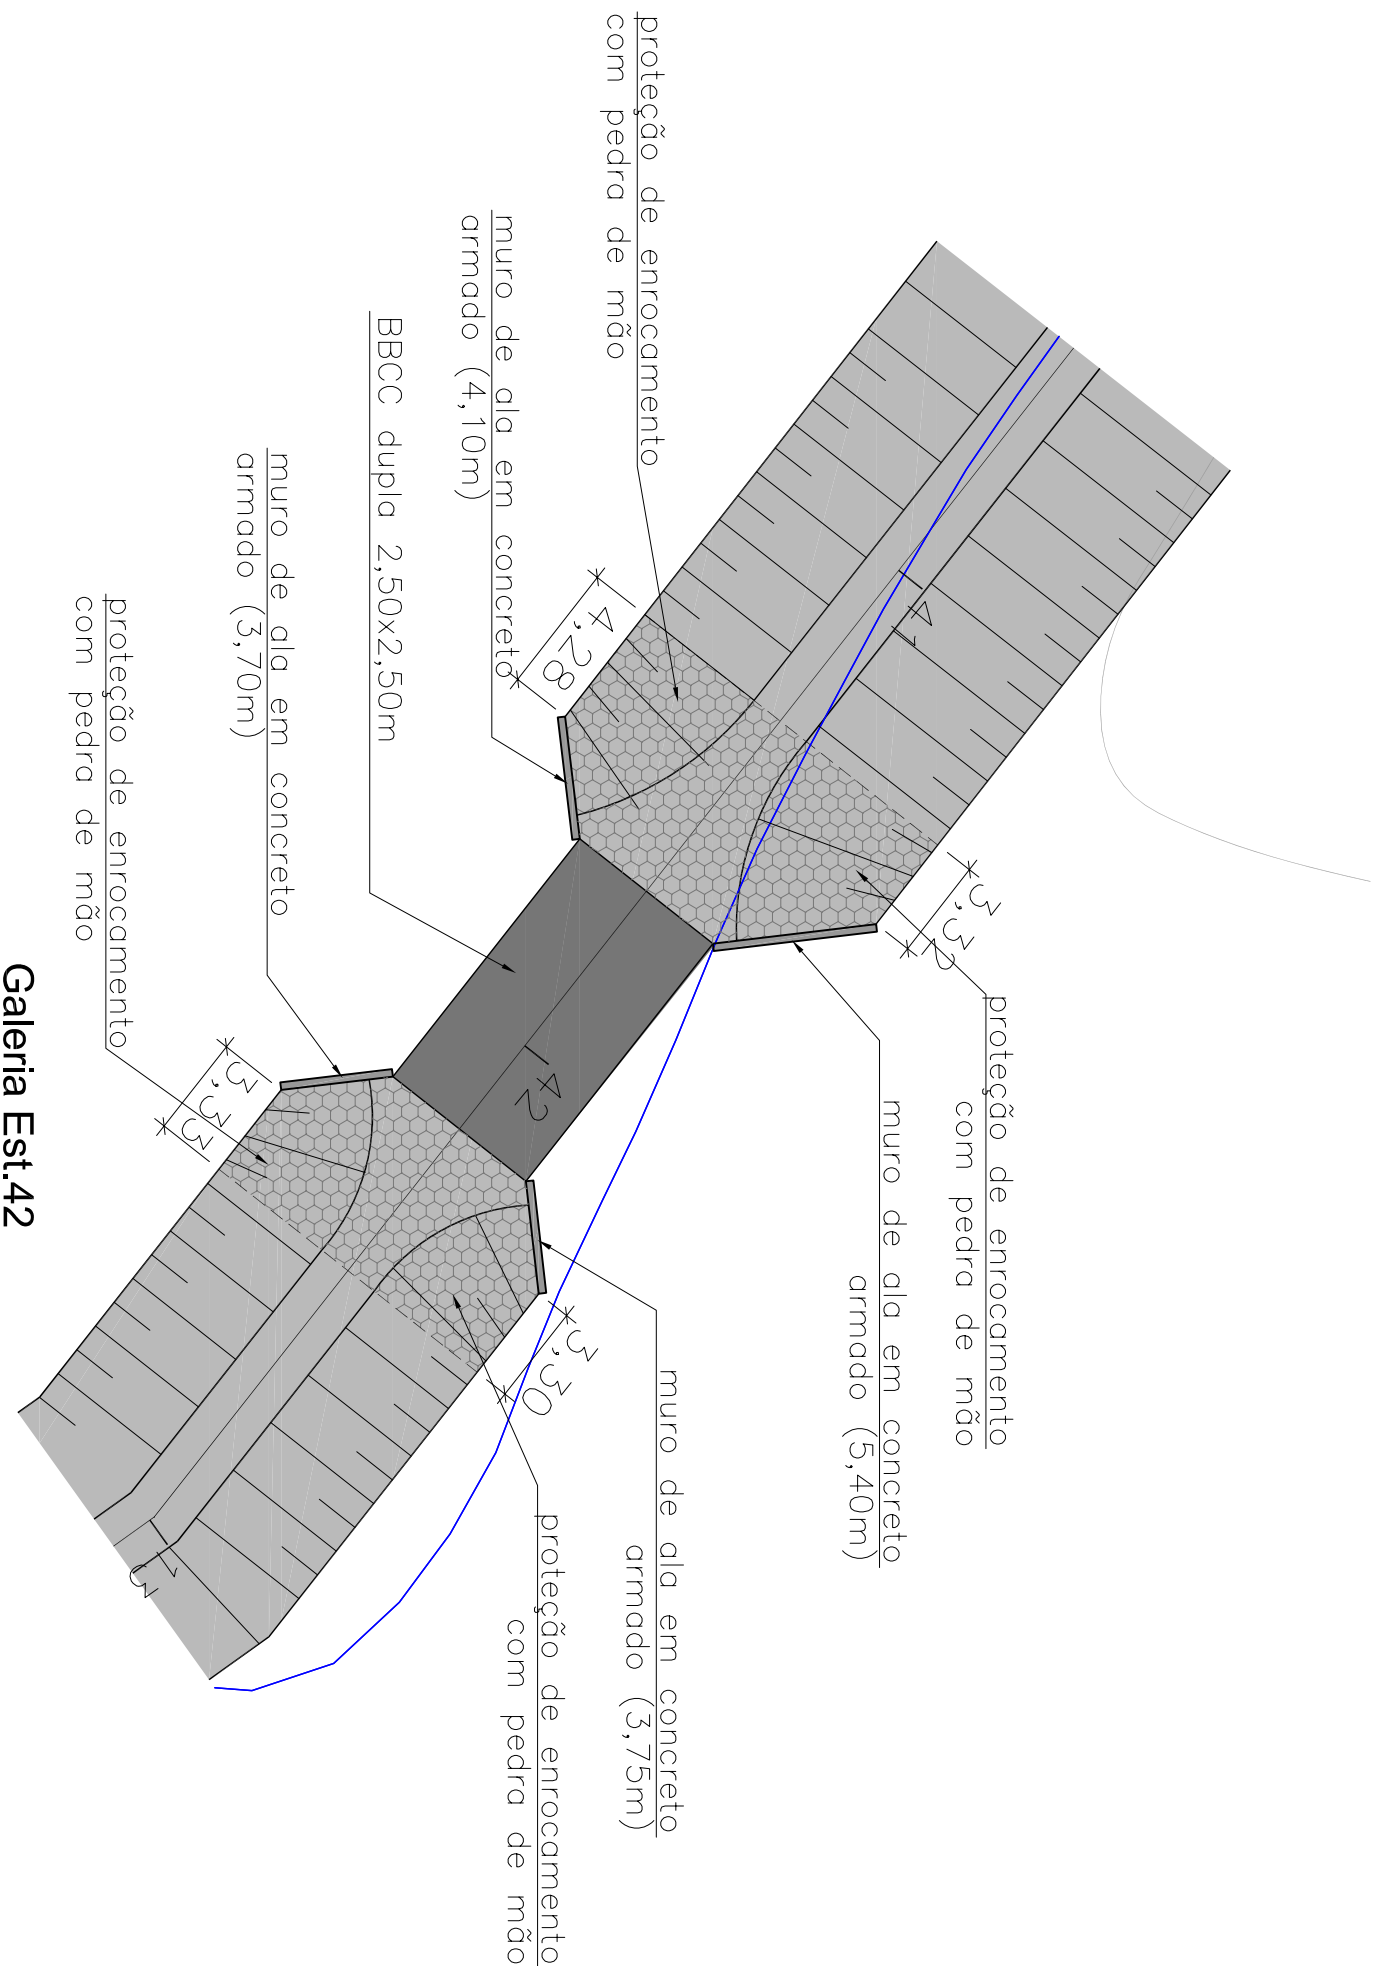 proteção de enrocamento
com pedra de mão
muro de ala em concreto
armado (4,10m)
BBCC dupla 2,50x2,50m
muro de ala em concreto
armado (3,70m)
proteção de enrocamento
com pedra de mão
4,28
41
3,32
proteção de enrocamento
com pedra de mão
muro de ala em concreto
armado (5,40m)
42
3,33
3,30
muro de ala em concreto
armado (3,75m)
proteção de enrocamento
com pedra de mão
Galeria Est.42